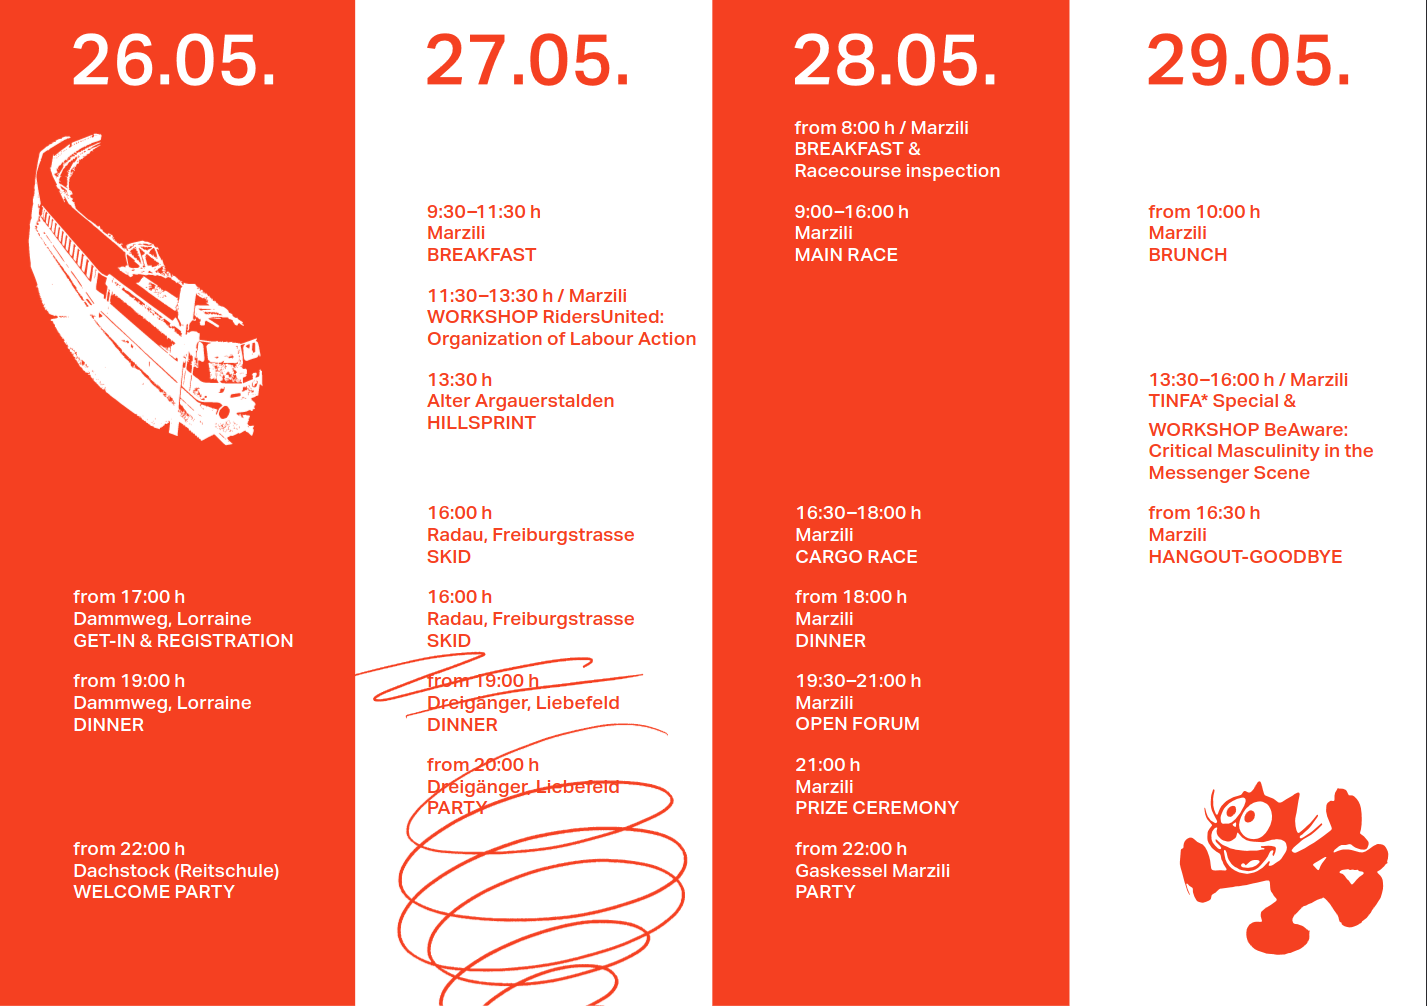 26.05.
from 17:00 h
Dammweg, Lorraine
GET-IN & REGISTRATION
from 19:00 h
Dammweg, Lorraine
DINNER
from 22:00 h
Dachstock (Reitschule)
WELCOME PARTY
27.05.
9:30–11:30 h
Marzili
BREAKFAST
11:30–13:30 h / Marzili
WORKSHOP RidersUnited:
Organization of Labour Action
13:30 h
Alter Argauerstalden
HILLSPRINT
16:00 h
Radau, Freiburgstrasse
SKID
16:00 h
Radau, Freiburgstrasse
SKID
from 19:00 h
Dreigänger, Liebefeld
DINNER
from 20:00 h
Dreigänger, Liebefeld
PARTY
28.05.
from 8:00 h / Marzili
BREAKFAST &
Racecourse inspection
9:00–16:00 h
Marzili
MAIN RACE
16:30–18:00 h
Marzili
CARGO RACE
from 18:00 h
Marzili
DINNER
19:30–21:00 h
Marzili
OPEN FORUM
21:00 h
Marzili
PRIZE CEREMONY
from 22:00 h
Gaskessel Marzili
PARTY
29.05.
from 10:00 h
Marzili
BRUNCH
13:30–16:00 h / Marzili
TINFA* Special &
WORKSHOP BeAware:
Critical Masculinity in the
Messenger Scene
from 16:30 h
Marzili
HANGOUT-GOODBYE